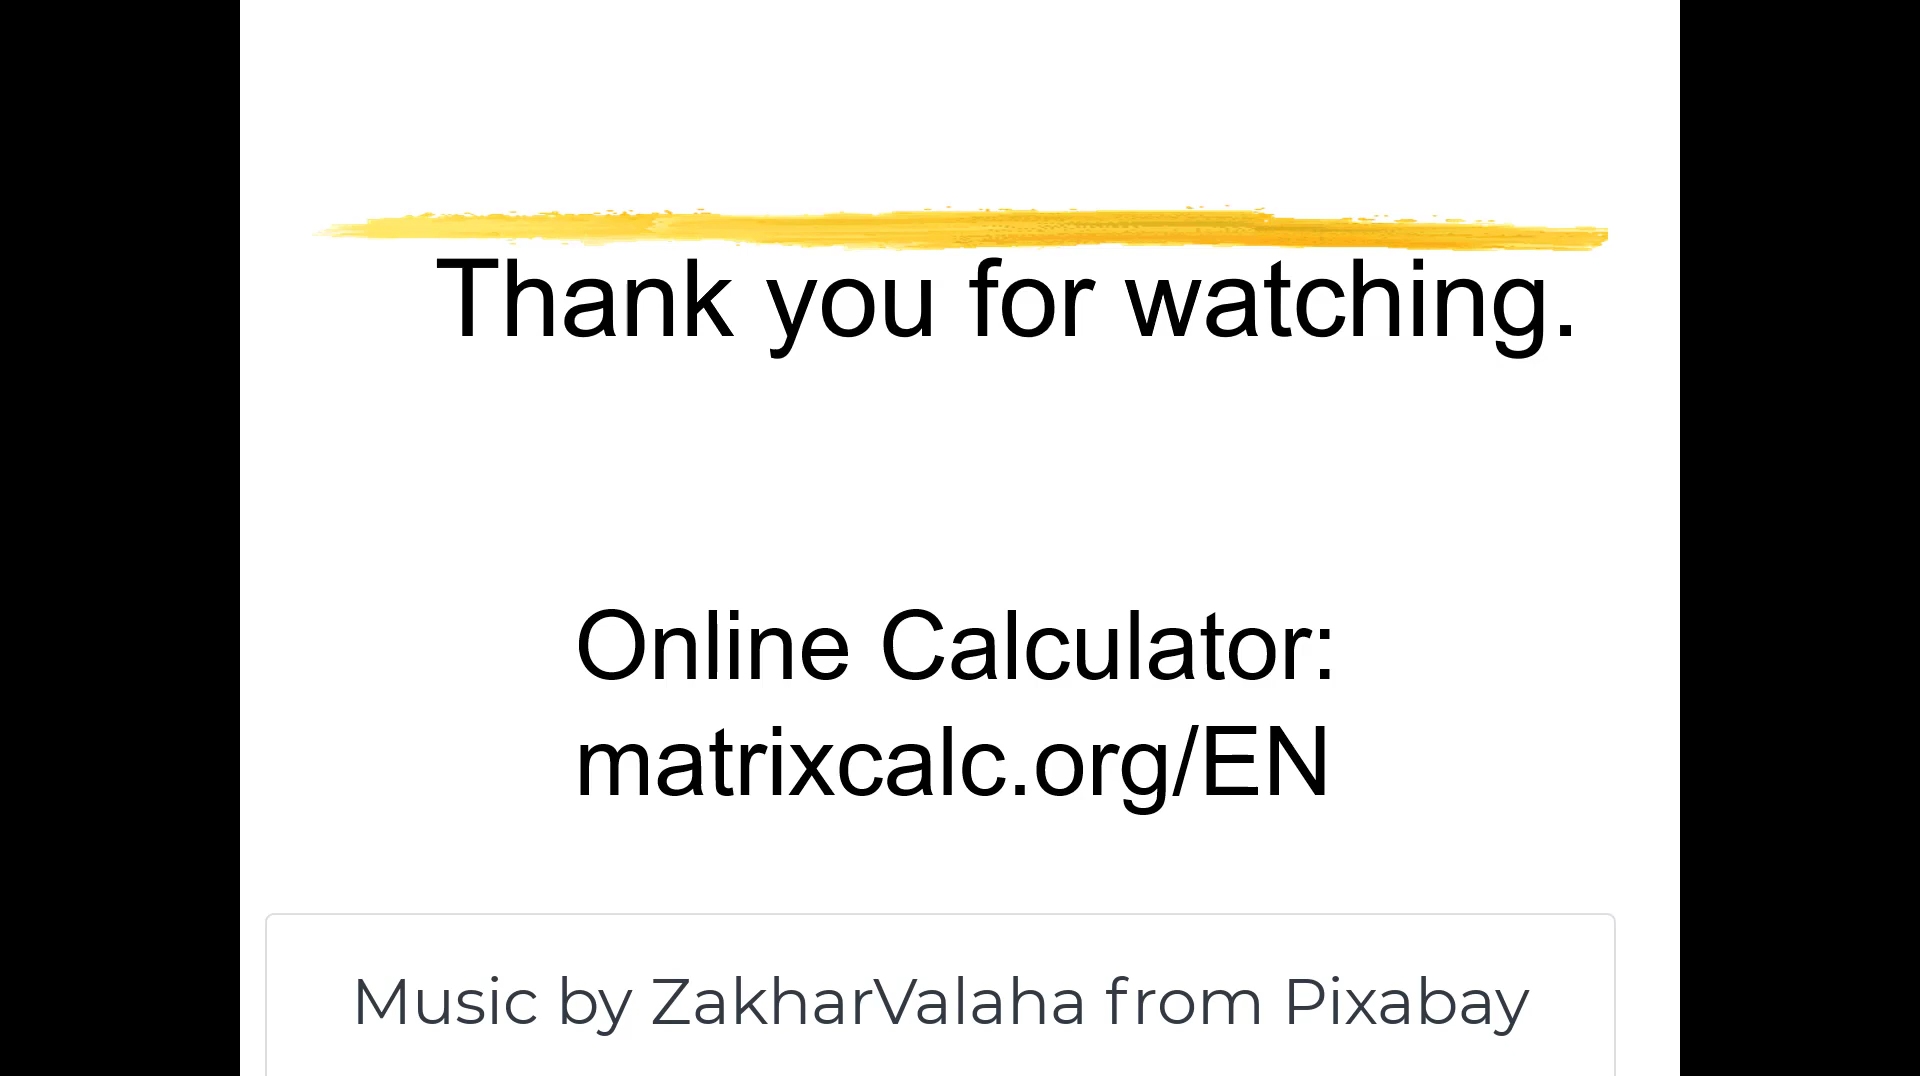 Thank you for watching.
Online Calculator:
matrixcalc.org/EN
Music by ZakharValaha from Pixabay